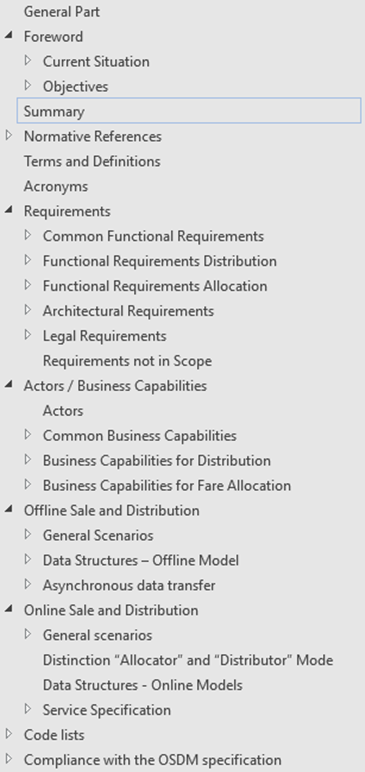 General Part
Foreword
Current Situation
Objectives
Summary
Normative References
Terms and Definitions
Acronyms
Requirements
Common Functional Requirements
Functional Requirements Distribution
Functional Requirements Allocation
Architectural Requirements
Legal Requirements
Requirements not in Scope
Actors / Business Capabilities
Actors
Common Business Capabilities
Business Capabilities for Distribution
Business Capabilities for Fare Allocation
Offline Sale and Distribution
General Scenarios
Data Structures – Offline Model
Asynchronous data transfer
Online Sale and Distribution
General scenarios
Distinction “Allocator” and “Distributor” Mode
Data Structures - Online Models
Service Specification
Code lists
Compliance with the OSDM specification